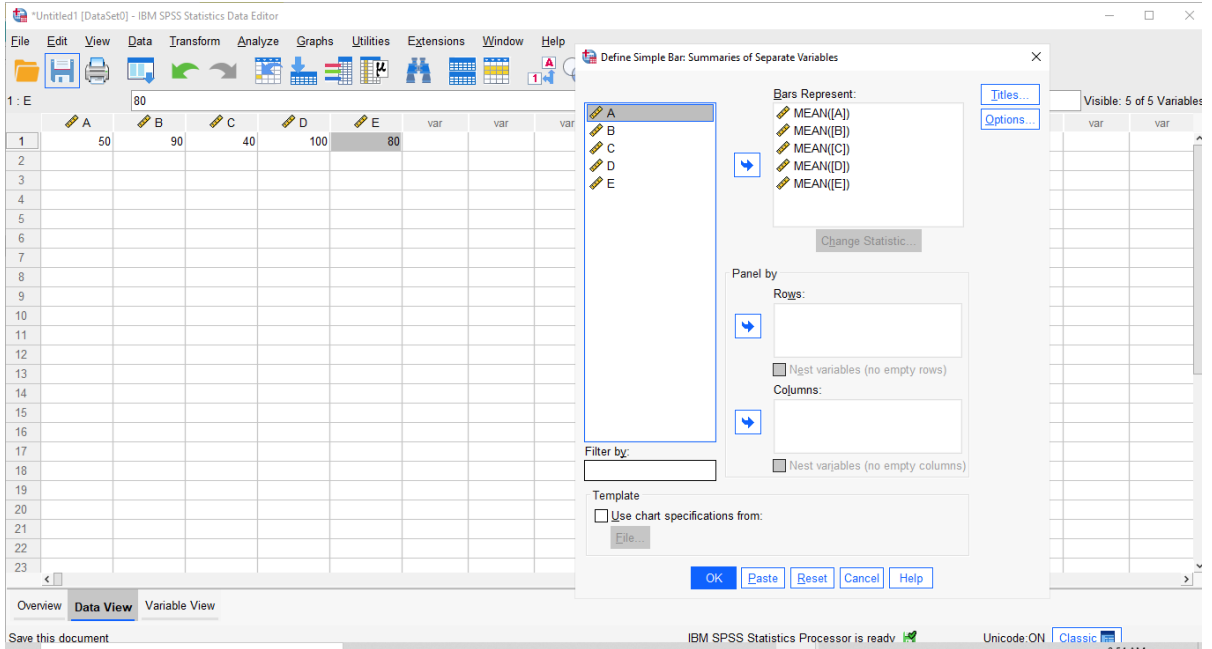 *Untitled1 [DataSet0] - IBM SPSS Statistics Data Editor
File Edit View Data Transform Analyze Graphs Utilities Extensions Window Help
1 : E 80
Visible: 5 of 5 Variables
A B C D E var var var var var
1 50 90 40 100 80
2
3
4
5
6
7
8
9
10
11
12
13
14
15
16
17
18
19
20
21
22
23
Overview Data View Variable View
Save this document
IBM SPSS Statistics Processor is ready
Unicode:ON Classic
Define Simple Bar: Summaries of Separate Variables
A
B
C
D
E
Filter by:
Bars Represent:
MEAN([A])
MEAN([B])
MEAN([C])
MEAN([D])
MEAN([E])
Change Statistic...
Titles...
Options...
Panel by
Rows:
Nest variables (no empty rows)
Columns:
Nest variables (no empty columns)
Template
Use chart specifications from:
File...
OK Paste Reset Cancel Help